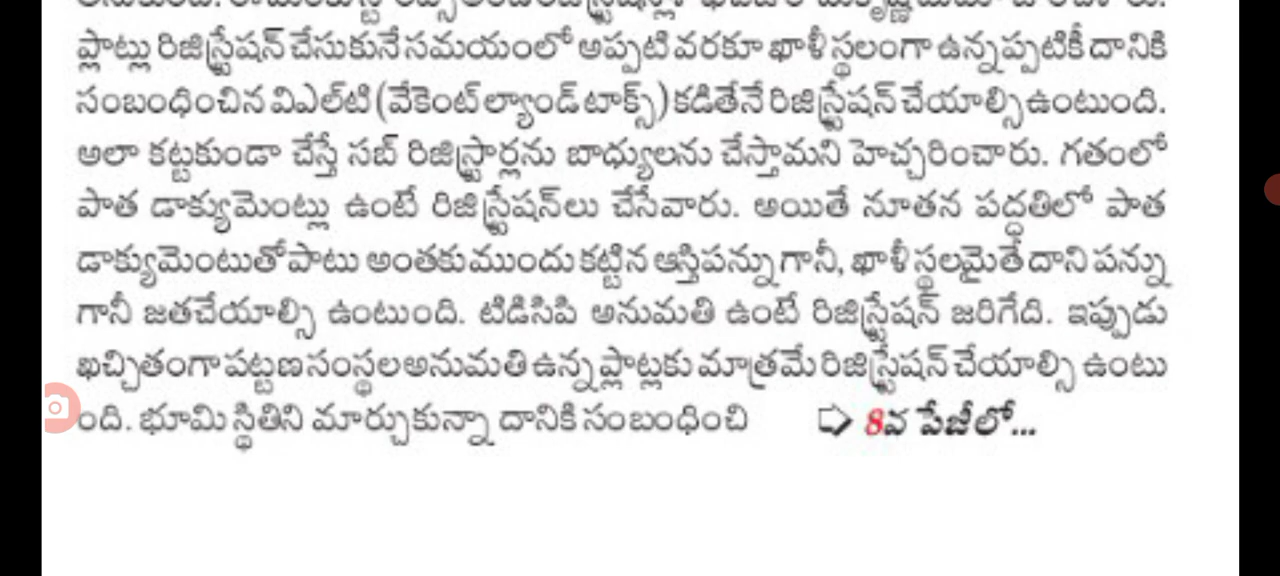 ప్లాట్లు రిజిస్ట్రేషన్ చేసుకునే సమయంలో అప్పటి వరకూ ఖాళీ స్థలంగా ఉన్నప్పటికీ దానికి
సంబంధించిన విఎల్‌టి (వేకెంట్ ల్యాండ్ టాక్స్) కడితేనే రిజిస్ట్రేషన్ చేయాల్సి ఉంటుంది.
అలా కట్టకుండా చేస్తే సబ్ రిజిస్ట్రార్లను బాధ్యులను చేస్తామని హెచ్చరించారు. గతంలో
పాత డాక్యుమెంట్లు ఉంటే రిజిస్ట్రేషన్‌లు చేసేవారు. అయితే నూతన పద్ధతిలో పాత
డాక్యుమెంటుతోపాటు అంతకుముందు కట్టిన ఆస్తిపన్ను గానీ, ఖాళీ స్థలమైతే దాని పన్ను
గానీ జతచేయాల్సి ఉంటుంది. టిడిసిపి అనుమతి ఉంటే రిజిస్ట్రేషన్ జరిగేది. ఇప్పుడు
ఖచ్చితంగా పట్టణ సంస్థల అనుమతి ఉన్న ప్లాట్లకు మాత్రమే రిజిస్ట్రేషన్ చేయాల్సి ఉంటు
ంది. భూమి స్థితిని మార్చుకున్నా దానికి సంబంధించి ➩ 8వ పేజీలో...